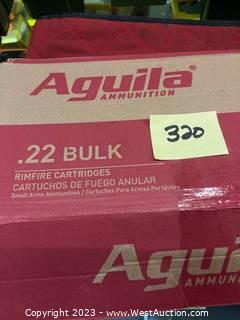 Aguila
AMMUNITION
320
.22 BULK
RIMFIRE CARTRIDGES
CARTUCHOS DE FUEGO ANULAR
Small Arms Ammunition / Cartuchos Para Armas Portátiles
Aguila
AMMUNI
Copyright © 2023 - www.WestAuction.com